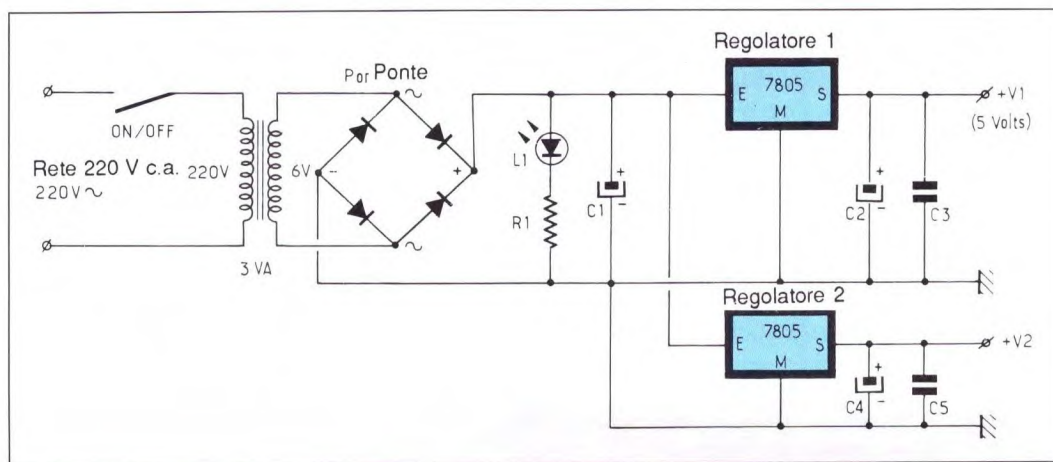 Regolatore 1
Por Ponte
7805
E S
M
+V1
(5 Volts)
ON/OFF
Rete 220 V c.a. 220V
220V ~
6V
- +
~
~
3 VA
L1
R1
+
C1 -
+
C2 -
C3
Regolatore 2
7805
E S
M
+V2
+
C4 -
C5